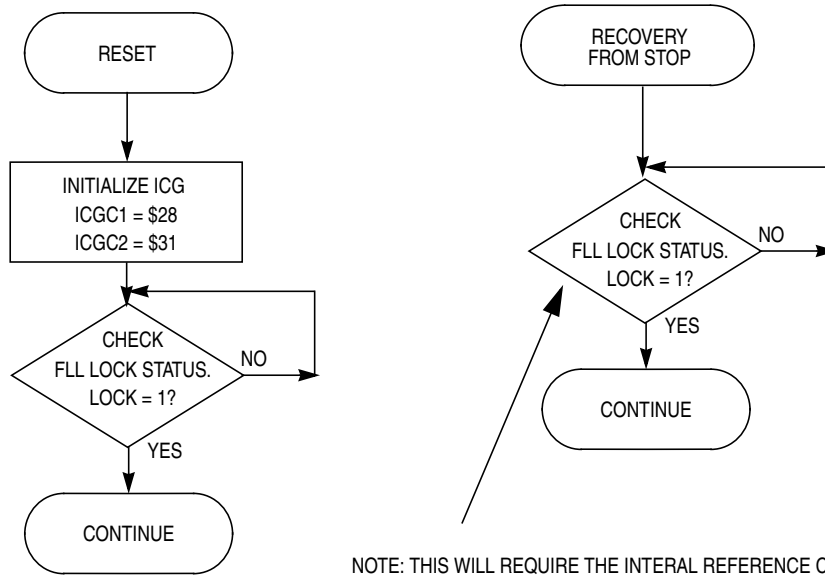 RESET
INITIALIZE ICG
ICGC1 = $28
ICGC2 = $31
CHECK
FLL LOCK STATUS.
LOCK = 1?
NO
YES
CONTINUE
RECOVERY
FROM STOP
CHECK
FLL LOCK STATUS.
LOCK = 1?
NO
YES
CONTINUE
NOTE: THIS WILL REQUIRE THE INTERAL REFERENCE